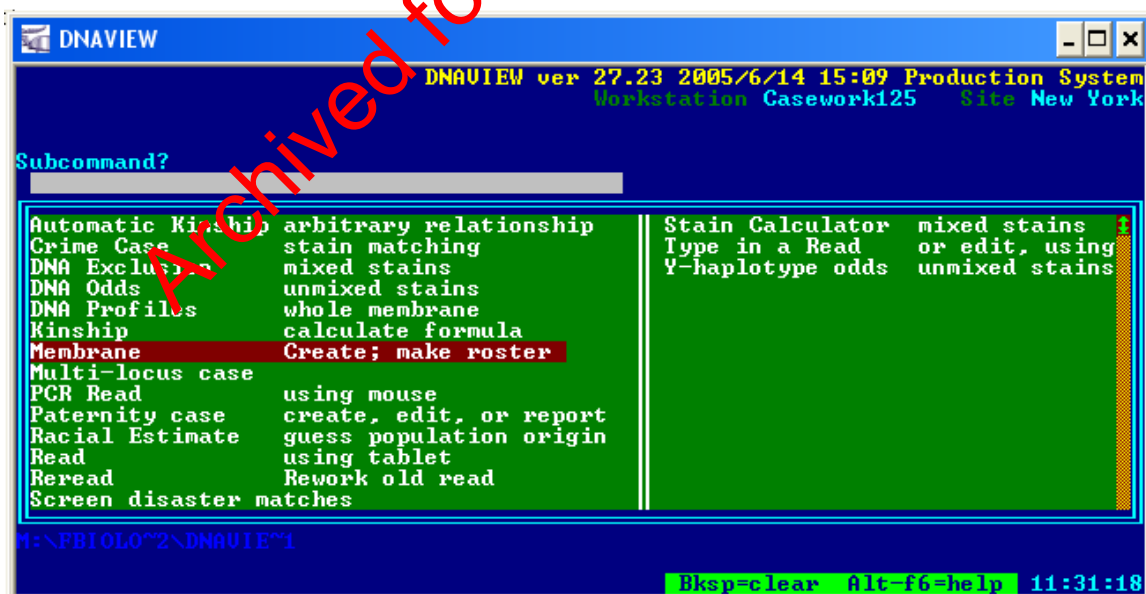 DNAVIEW
DNAVIEW ver 27.23 2005/6/14 15:09 Production System
Workstation Casework125 Site New York
Subcommand?
Automatic Kinship arbitrary relationship
Crime Case stain matching
DNA Exclusion mixed stains
DNA Odds unmixed stains
DNA Profiles whole membrane
Kinship calculate formula
Membrane Create; make roster
Multi-locus case
PCR Read using mouse
Paternity case create, edit, or report
Racial Estimate guess population origin
Read using tablet
Reread Rework old read
Screen disaster matches
Stain Calculator mixed stains
Type in a Read or edit, using
Y-haplotype odds unmixed stains
M:\FBIOLO~2\DNAVIE~1
Bksp=clear Alt-f6=help 11:31:18
Archived fo